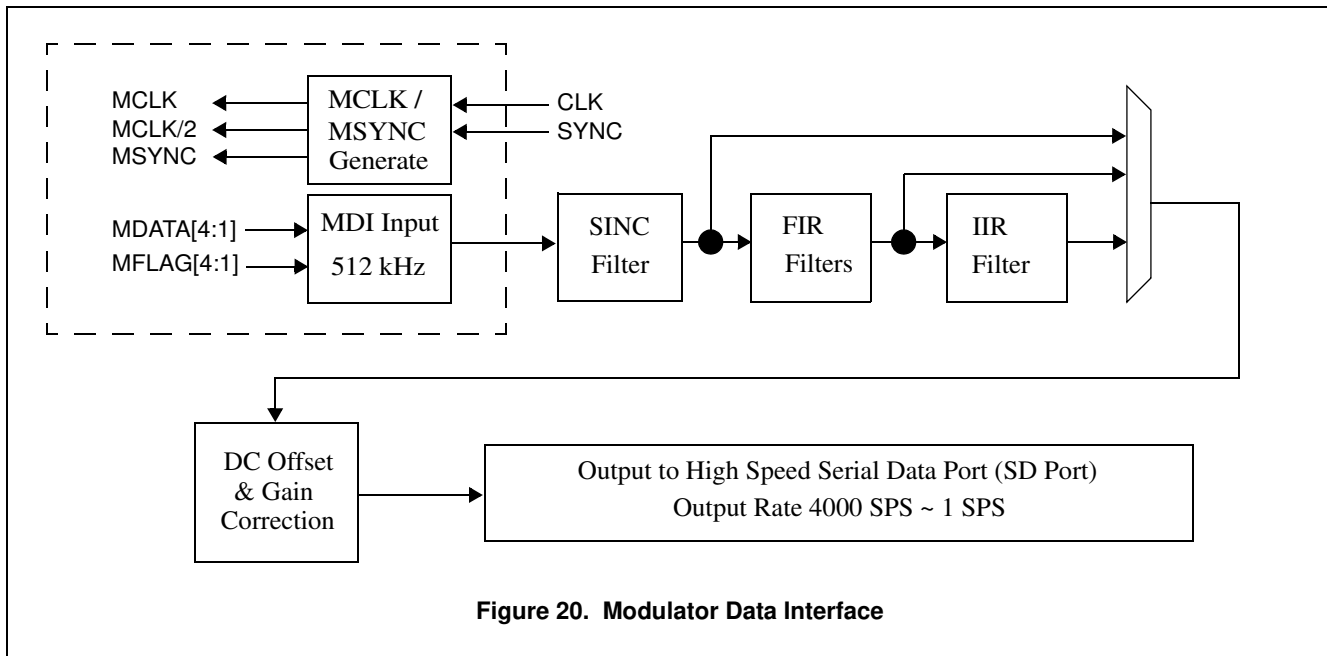 MCLK
MCLK/2
MSYNC
MCLK /
MSYNC
Generate
CLK
SYNC
MDATA[4:1]
MFLAG[4:1]
MDI Input
512 kHz
SINC
Filter
FIR
Filters
IIR
Filter
DC Offset
& Gain
Correction
Output to High Speed Serial Data Port (SD Port)
Output Rate 4000 SPS ~ 1 SPS
Figure 20. Modulator Data Interface